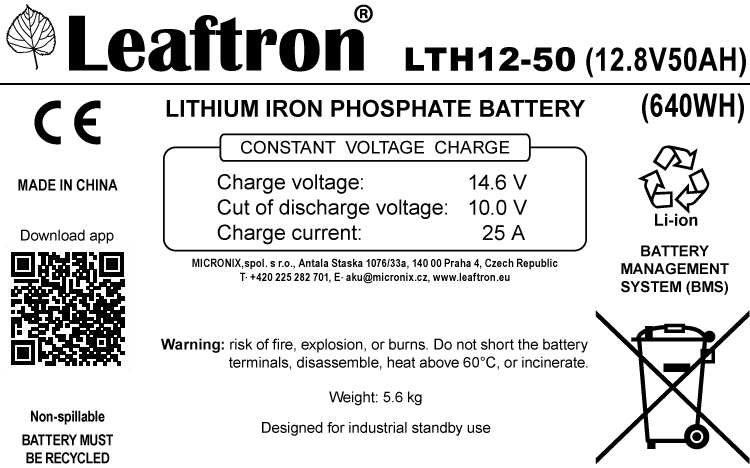 Leaftron®
LTH12-50 (12.8V50AH)
CE
LITHIUM IRON PHOSPHATE BATTERY
(640WH)
CONSTANT VOLTAGE CHARGE
Charge voltage: 14.6 V
Cut of discharge voltage: 10.0 V
Charge current: 25 A
MADE IN CHINA
Download app
Li-ion
BATTERY
MANAGEMENT
SYSTEM (BMS)
MICRONIX,spol. s r.o., Antala Staska 1076/33a, 140 00 Praha 4, Czech Republic
T· +420 225 282 701, E· aku@micronix.cz, www.leaftron.eu
Warning: risk of fire, explosion, or burns. Do not short the battery
terminals, disassemble, heat above 60°C, or incinerate.
Weight: 5.6 kg
Designed for industrial standby use
Non-spillable
BATTERY MUST
BE RECYCLED